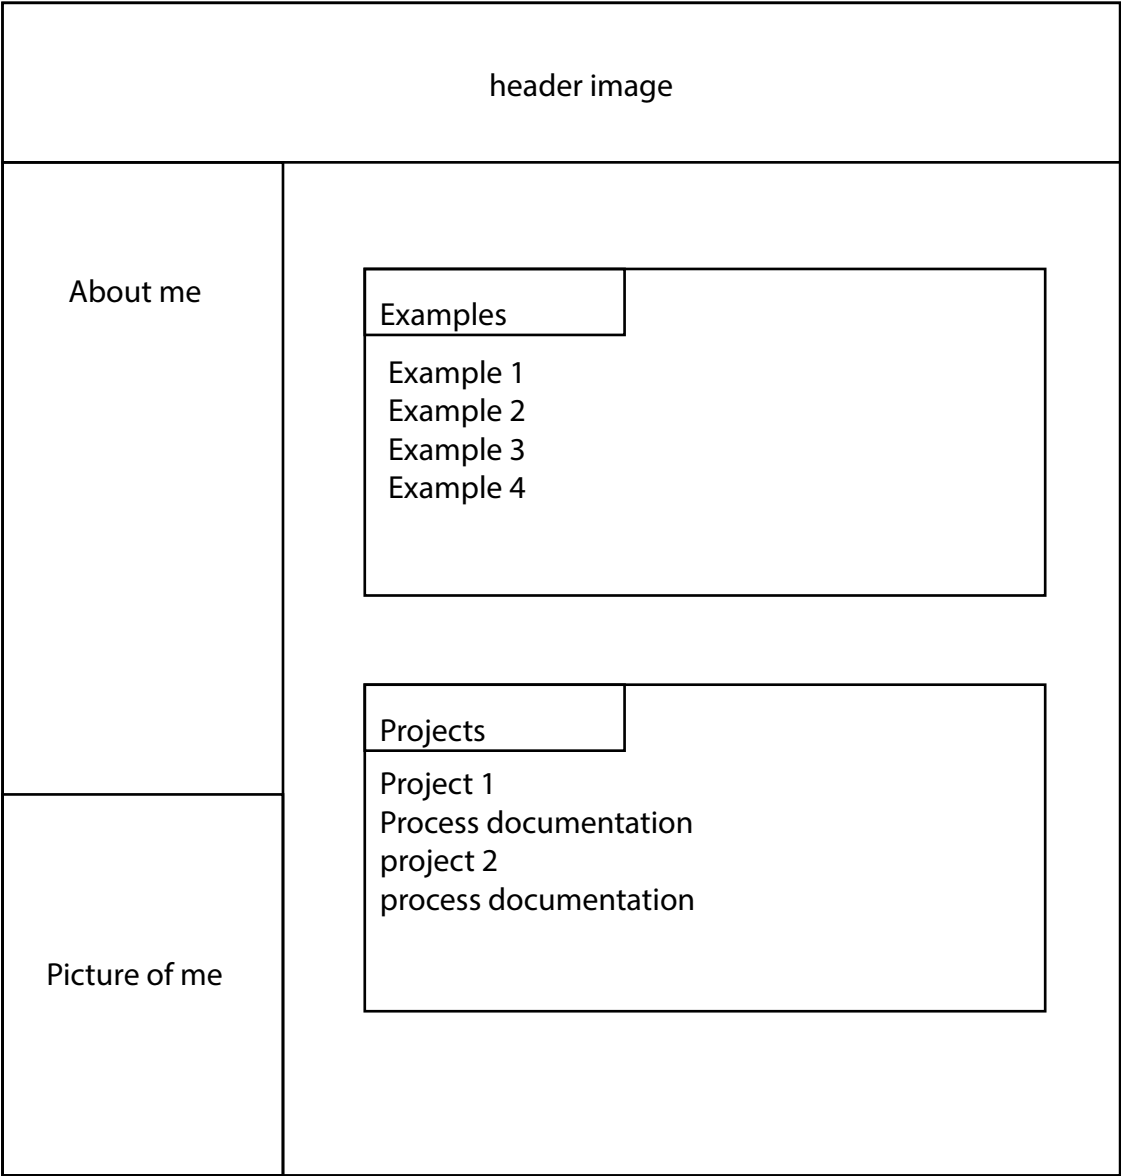 header image
About me
Picture of me
Examples
Example 1
Example 2
Example 3
Example 4
Projects
Project 1
Process documentation
project 2
process documentation